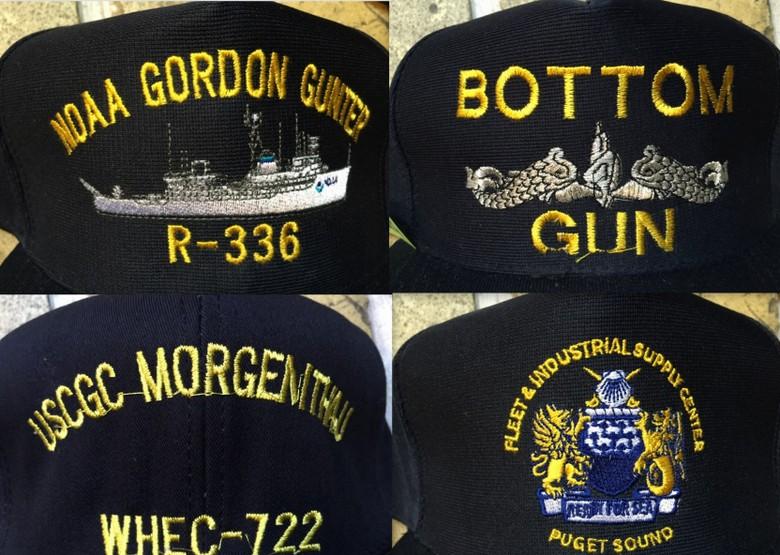 NOAA GORDON GUNTER
R-336
BOTTOM
GUN
USCGC MORGENTHAU
WHEC-722
FLEET & INDUSTRIAL SUPPLY CENTER
READY FOR SEA
PUGET SOUND